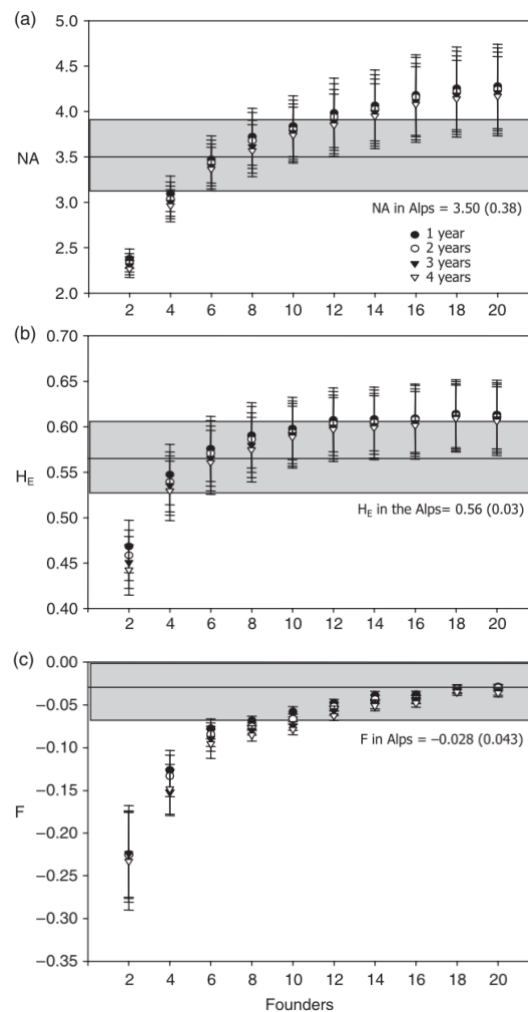 (a)
5.0
4.5
4.0
3.5
3.0
2.5
2.0
NA
NA in Alps = 3.50 (0.38)
1 year
2 years
3 years
4 years
2 4 6 8 10 12 14 16 18 20
(b)
0.70
0.65
0.60
0.55
0.50
0.45
0.40
HE
HE in the Alps= 0.56 (0.03)
2 4 6 8 10 12 14 16 18 20
(c)
0.00
−0.05
−0.10
−0.15
−0.20
−0.25
−0.30
−0.35
F
F in Alps = −0.028 (0.043)
2 4 6 8 10 12 14 16 18 20
Founders